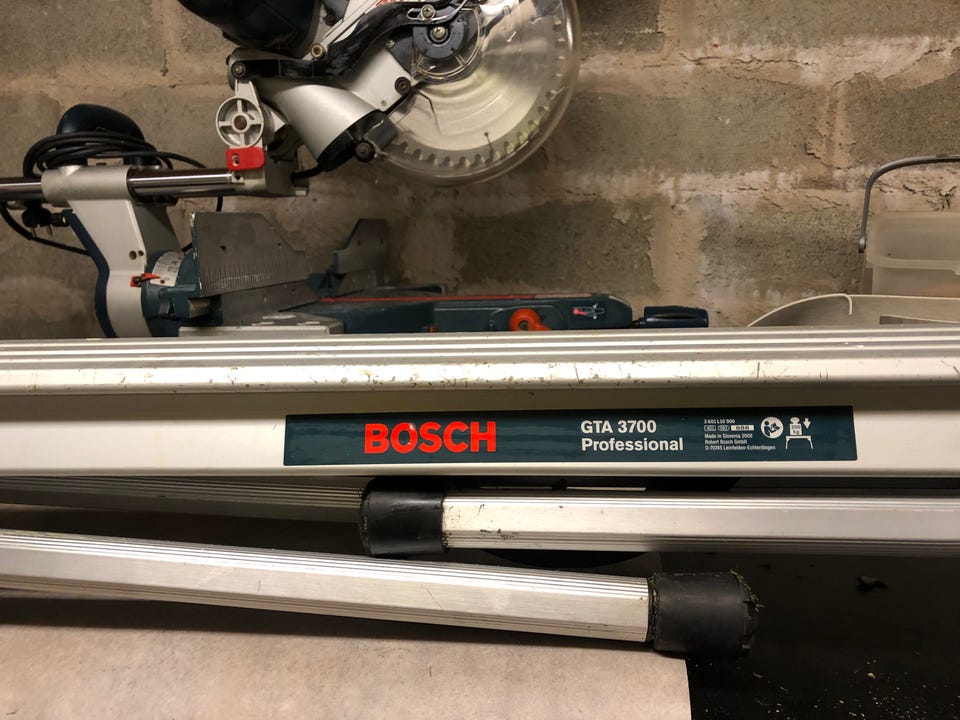 BOSCH
GTA 3700
Professional
3 601 L10 900
Made in Slovenia 2008
Robert Bosch GmbH
D-70745 Leinfelden-Echterdingen